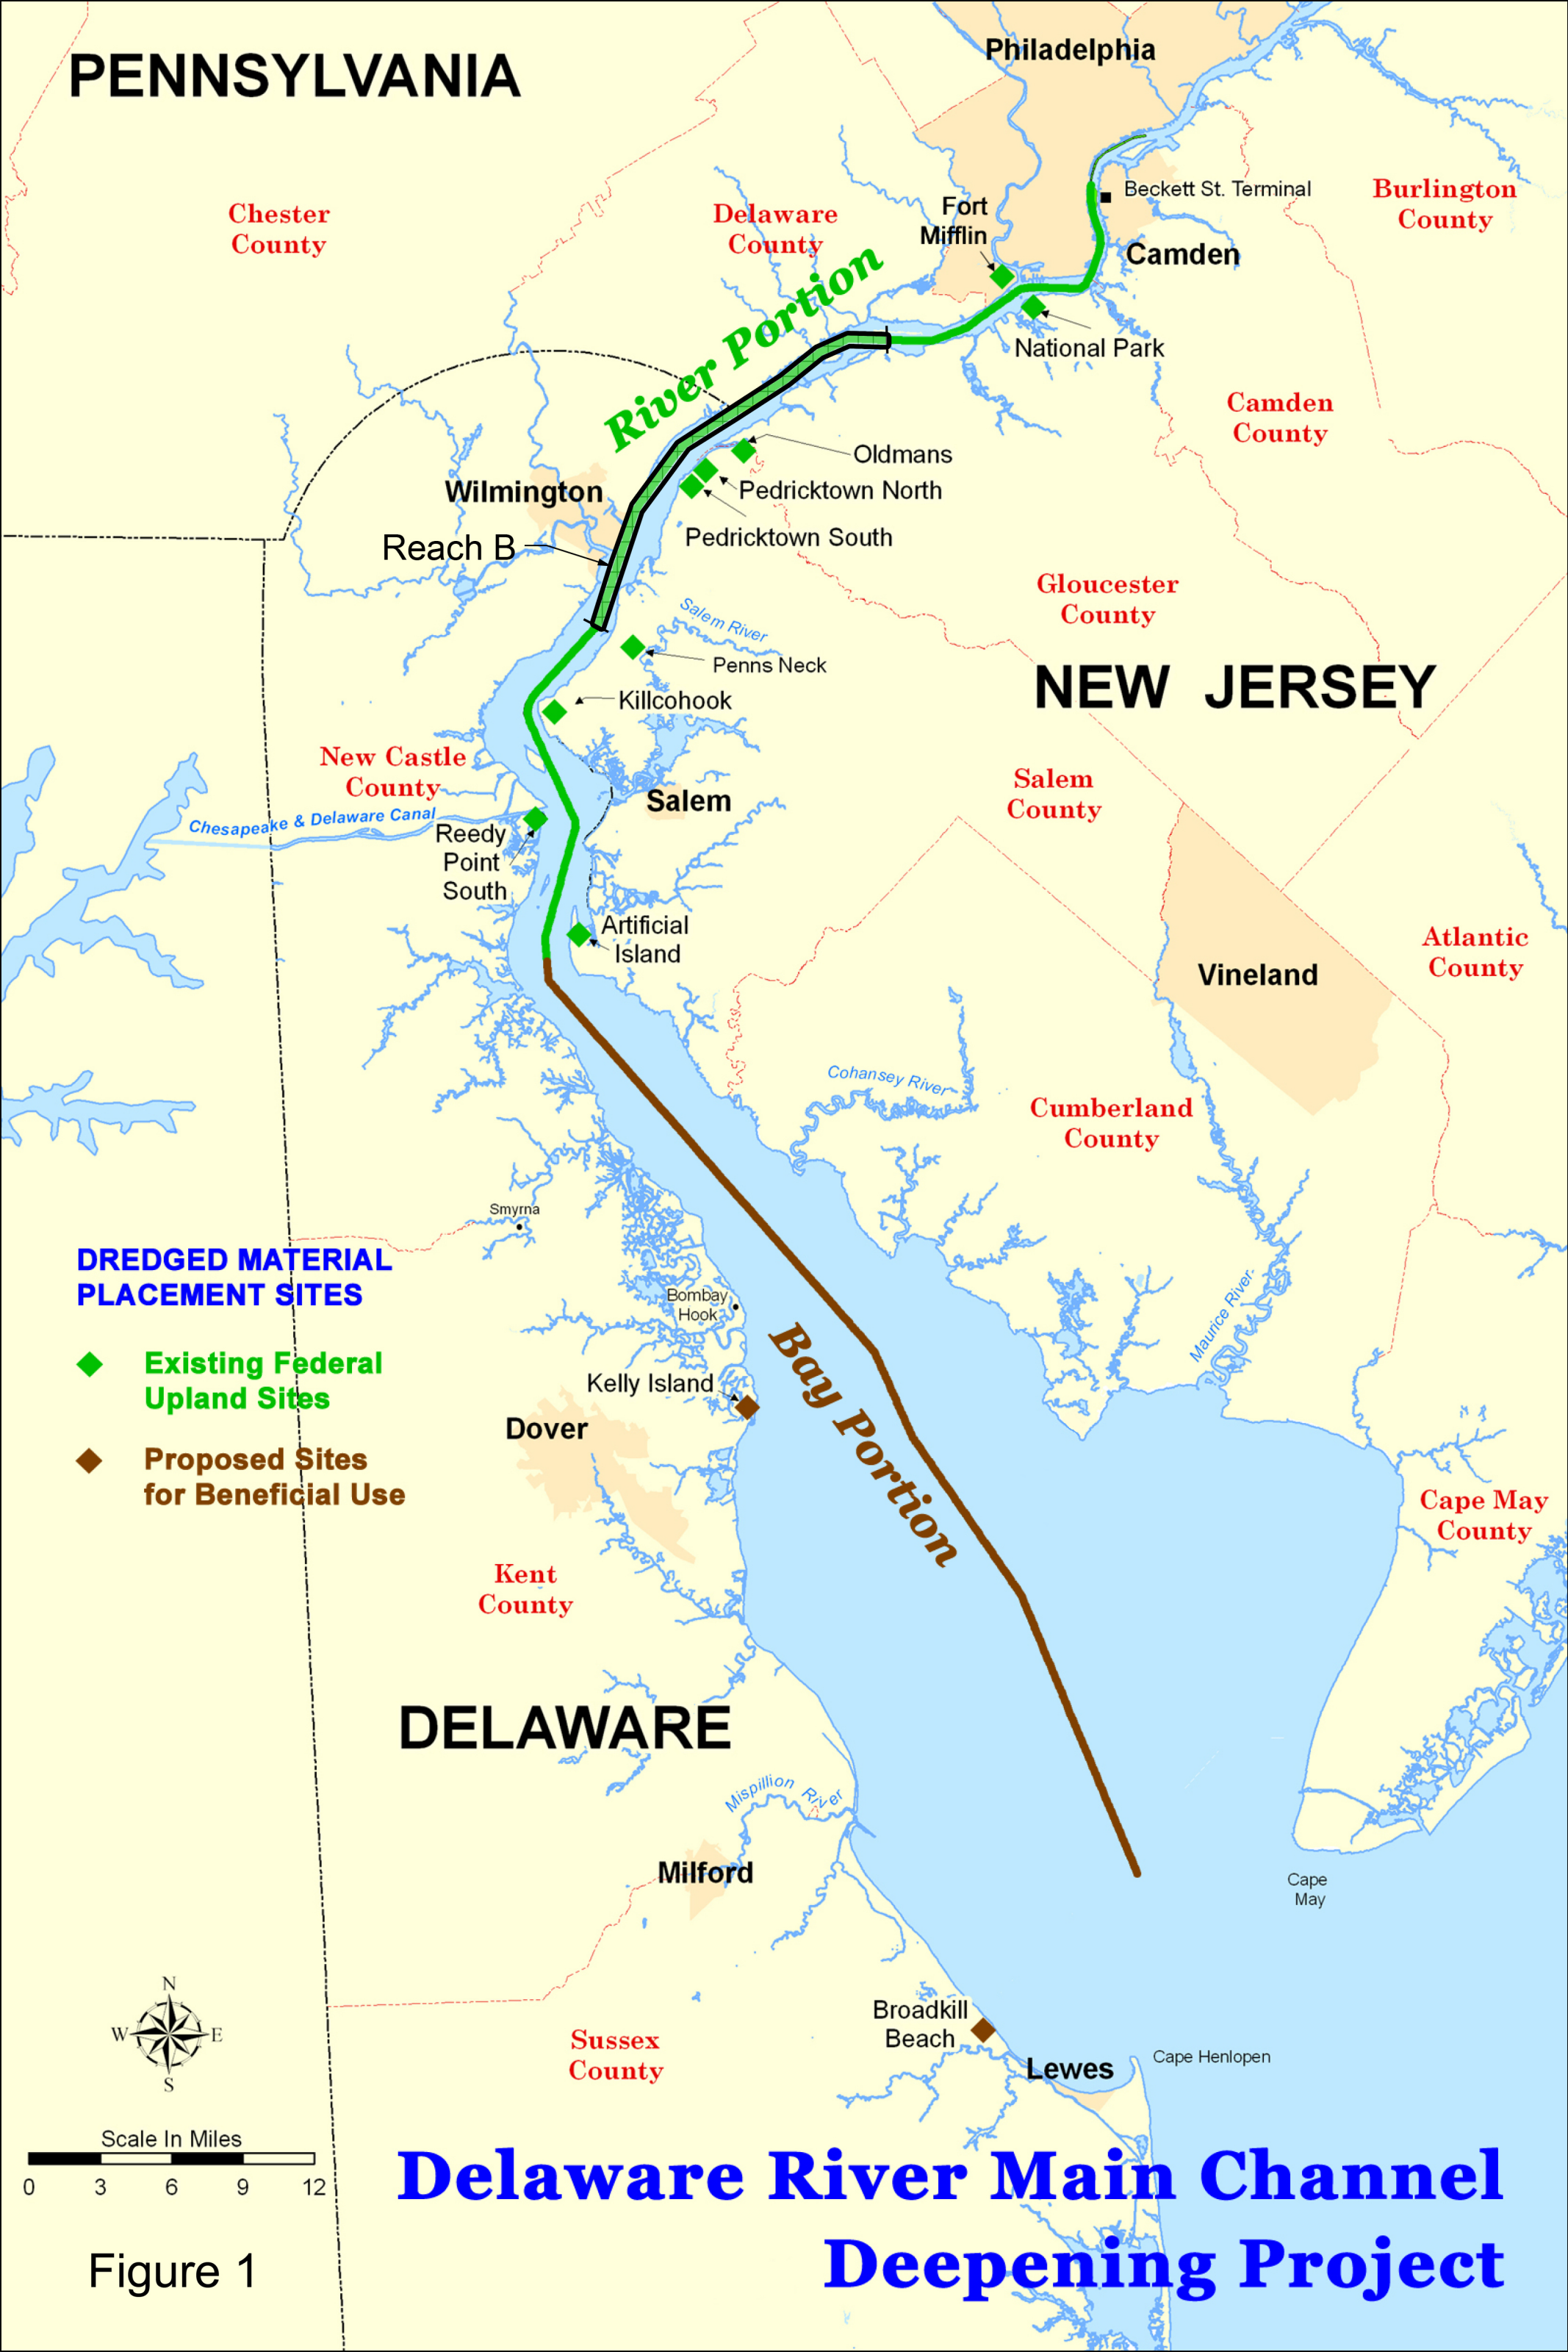 PENNSYLVANIA
Philadelphia
Beckett St. Terminal
Burlington
County
Chester
County
Delaware
County
Fort
Mifflin
Camden
River Portion
National Park
Camden
County
Oldmans
Wilmington
Pedricktown North
Pedricktown South
Reach B
Gloucester
County
Salem River
Penns Neck
NEW JERSEY
Killcohook
New Castle
County
Salem
County
Salem
Chesapeake & Delaware Canal
Reedy
Point
South
Artificial
Island
Atlantic
County
Vineland
Cohansey River
Cumberland
County
Smyrna
DREDGED MATERIAL
PLACEMENT SITES
Bombay
Hook
Maurice River
Existing Federal
Upland Sites
Kelly Island
Bay Portion
Dover
Proposed Sites
for Beneficial Use
Cape May
County
Kent
County
DELAWARE
Mispillion River
Milford
Cape
May
N
W
E
S
Broadkill
Beach
Sussex
County
Lewes
Cape Henlopen
Scale In Miles
0 3 6 9 12
Delaware River Main Channel
Deepening Project
Figure 1